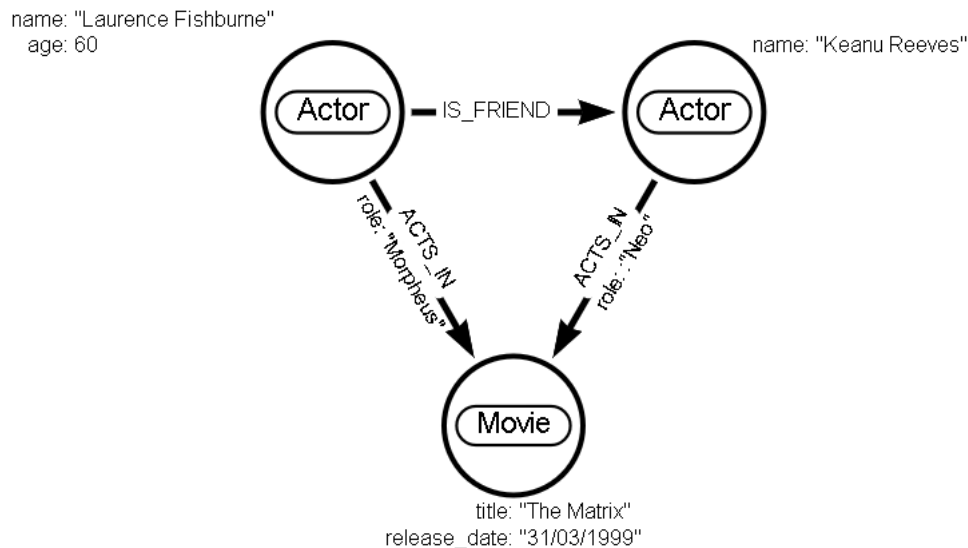 name: "Laurence Fishburne"
age: 60
name: "Keanu Reeves"
Actor
IS_FRIEND
Actor
ACTS_IN
role: "Morpheus"
ACTS_IN
role: :"Neo"
Movie
title: "The Matrix"
release_date: "31/03/1999"